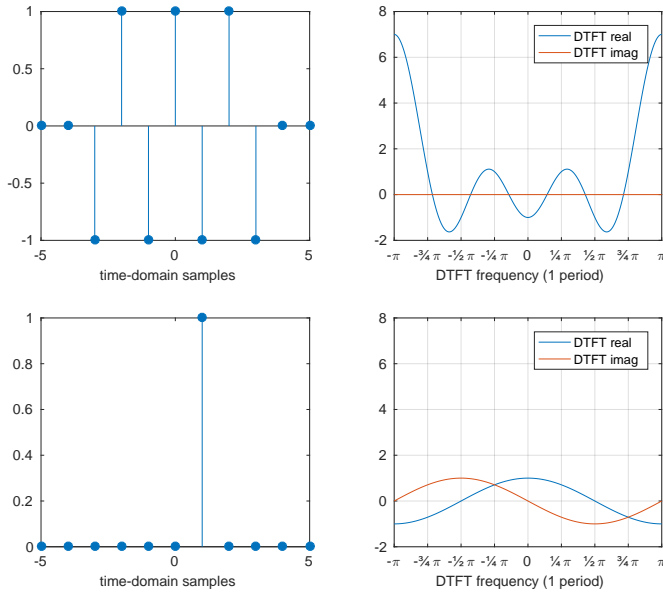 1
0.5
0
-0.5
-1
-5 0 5
time-domain samples
8
6
4
2
0
-2
DTFT real
DTFT imag
-π -¾π -½π -¼π 0 ¼π ½π ¾π π
DTFT frequency (1 period)
1
0.8
0.6
0.4
0.2
0
-5 0 5
time-domain samples
8
6
4
2
0
-2
DTFT real
DTFT imag
-π -¾π -½π -¼π 0 ¼π ½π ¾π π
DTFT frequency (1 period)